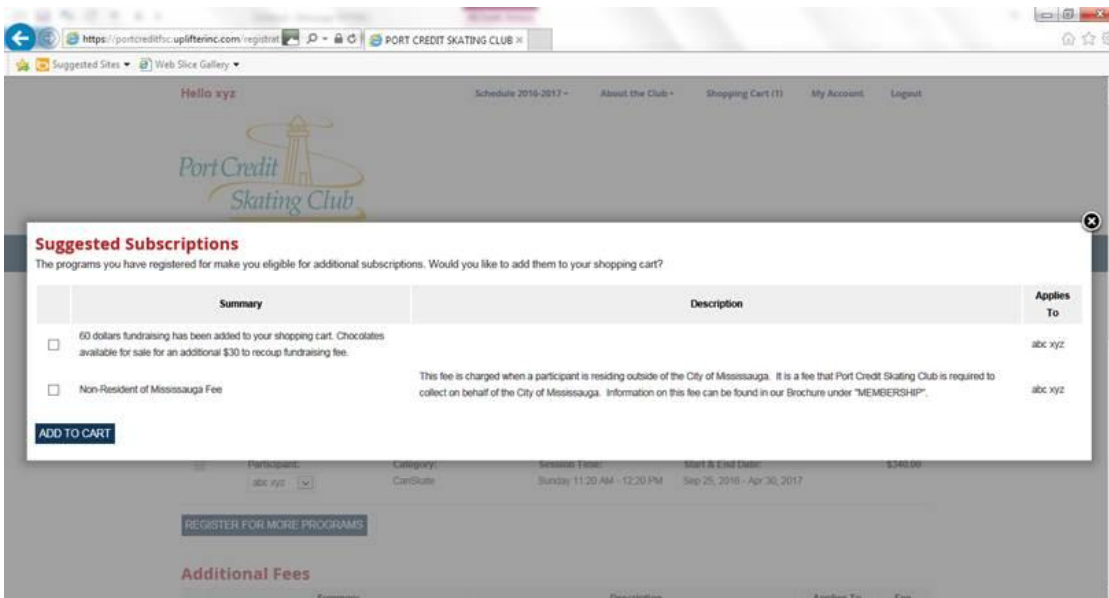 https://portcreditfsc.uplifterinc.com/registrat
PORT CREDIT SKATING CLUB
Suggested Sites
Web Slice Gallery
Hello xyz
Schedule 2016-2017
About the Club
Shopping Cart (1)
My Account
Logout
Port Credit
Skating Club
Suggested Subscriptions
The programs you have registered for make you eligible for additional subscriptions. Would you like to add them to your shopping cart?
Summary
Description
Applies
To
60 dollars fundraising has been added to your shopping cart. Chocolates
available for sale for an additional $30 to recoup fundraising fee.
abc xyz
Non-Resident of Mississauga Fee
This fee is charged when a participant is residing outside of the City of Mississauga. It is a fee that Port Credit Skating Club is required to
collect on behalf of the City of Mississauga. Information on this fee can be found in our Brochure under "MEMBERSHIP".
abc xyz
ADD TO CART
Participant:
Category:
Session Time:
Start & End Date:
$340.00
abc xyz
CanSkate
Sunday 11:20 AM - 12:20 PM
Sep 25, 2016 - Apr 30, 2017
REGISTER FOR MORE PROGRAMS
Additional Fees
Summary
Description
Applies To
Fee